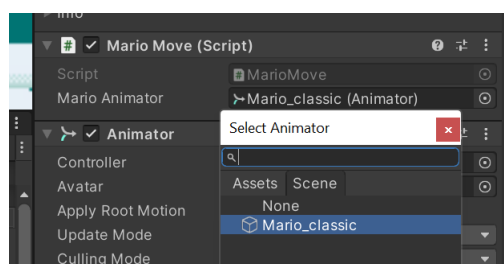 Info
Mario Move (Script)
Script MarioMove
Mario Animator Mario_classic (Animator)
Animator
Select Animator
Controller
Assets Scene
Avatar
None
Apply Root Motion
Mario_classic
Update Mode
Culling Mode